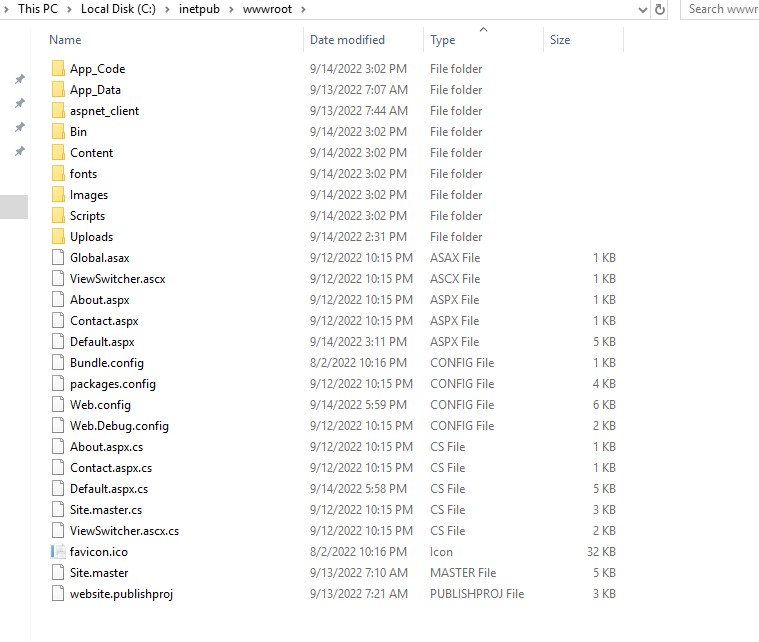 This PC > Local Disk (C:) > inetpub > wwwroot > Search wwwr
Name Date modified Type Size
App_Code 9/14/2022 3:02 PM File folder
App_Data 9/13/2022 7:07 AM File folder
aspnet_client 9/13/2022 7:44 AM File folder
Bin 9/14/2022 3:02 PM File folder
Content 9/14/2022 3:02 PM File folder
fonts 9/14/2022 3:02 PM File folder
Images 9/14/2022 3:02 PM File folder
Scripts 9/14/2022 3:02 PM File folder
Uploads 9/14/2022 2:31 PM File folder
Global.asax 9/12/2022 10:15 PM ASAX File 1 KB
ViewSwitcher.ascx 9/12/2022 10:15 PM ASCX File 1 KB
About.aspx 9/12/2022 10:15 PM ASPX File 1 KB
Contact.aspx 9/12/2022 10:15 PM ASPX File 1 KB
Default.aspx 9/14/2022 3:11 PM ASPX File 5 KB
Bundle.config 8/2/2022 10:16 PM CONFIG File 1 KB
packages.config 9/12/2022 10:15 PM CONFIG File 4 KB
Web.config 9/14/2022 5:59 PM CONFIG File 6 KB
Web.Debug.config 9/12/2022 10:15 PM CONFIG File 2 KB
About.aspx.cs 9/12/2022 10:15 PM CS File 1 KB
Contact.aspx.cs 9/12/2022 10:15 PM CS File 1 KB
Default.aspx.cs 9/14/2022 5:58 PM CS File 5 KB
Site.master.cs 9/12/2022 10:15 PM CS File 3 KB
ViewSwitcher.ascx.cs 9/12/2022 10:15 PM CS File 2 KB
favicon.ico 8/2/2022 10:16 PM Icon 32 KB
Site.master 9/13/2022 7:10 AM MASTER File 5 KB
website.publishproj 9/13/2022 7:21 AM PUBLISHPROJ File 3 KB